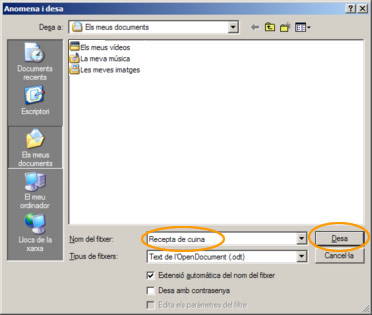 Anomena i desa
Desa a:
Els meus documents
Els meus vídeos
La meva música
Les meves imatges
Documents
recents
Escriptori
Els meus
documents
El meu
ordinador
Llocs de la
xarxa
Nom del fitxer:
Recepta de cuina
Desa
Tipus de fitxers:
Text de l'OpenDocument (.odt)
Cancel·la
Extensió automàtica del nom del fitxer
Desa amb contrasenya
Edita els paràmetres del filtre